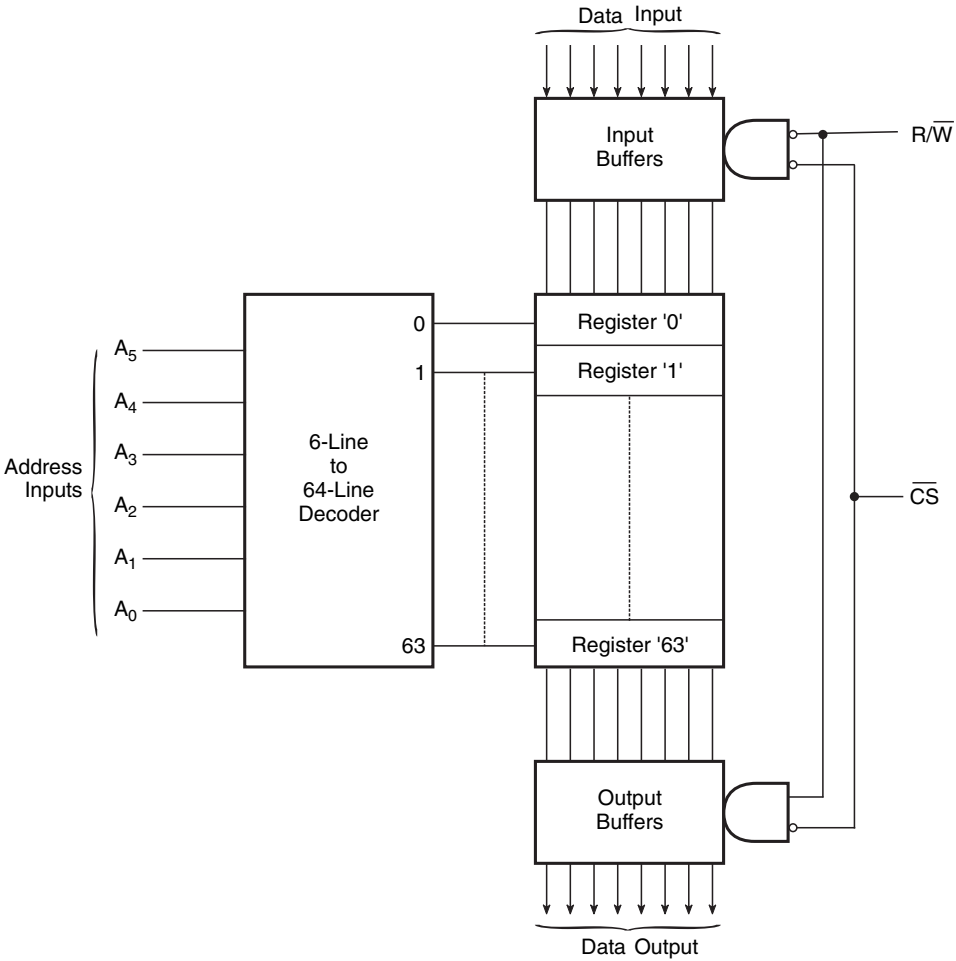 Data Input
Input
Buffers
R/W̅
0
Register '0'
A₅
1
Register '1'
A₄
6-Line
to
64-Line
Decoder
A₃
Address
Inputs
A₂
C̅S̅
A₁
A₀
63
Register '63'
Output
Buffers
Data Output